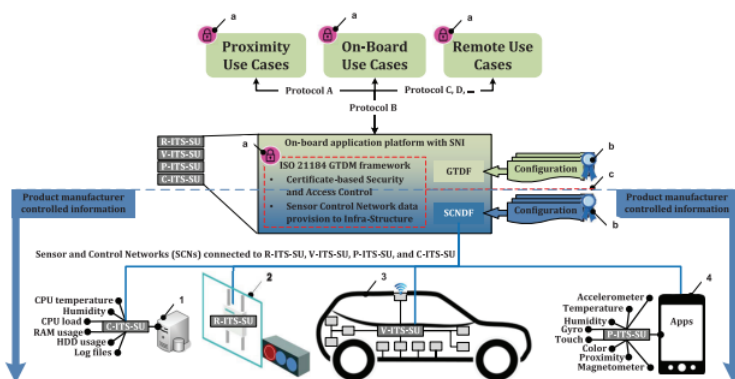 a
a
a
Proximity
Use Cases
On-Board
Use Cases
Remote Use
Cases
Protocol A
Protocol C, D, ...
Protocol B
R-ITS-SU
V-ITS-SU
P-ITS-SU
C-ITS-SU
a
On-board application platform with SNI
ISO 21184 GTDM framework
• Certificate-based Security
and Access Control
• Sensor Control Network data
provision to Infra-Structure
GTDF
SCNDF
Configuration
b
c
Configuration
b
Product manufacturer
controlled information
Product manufacturer
controlled information
Sensor and Control Networks (SCNs) connected to R-ITS-SU, V-ITS-SU, P-ITS-SU, and C-ITS-SU
CPU temperature
Humidity
CPU load
RAM usage
HDD usage
Log files
C-ITS-SU
1
R-ITS-SU
2
V-ITS-SU
3
Accelerometer
Temperature
Humidity
Gyro
Touch
Color
Proximity
Magnetometer
P-ITS-SU
Apps
4